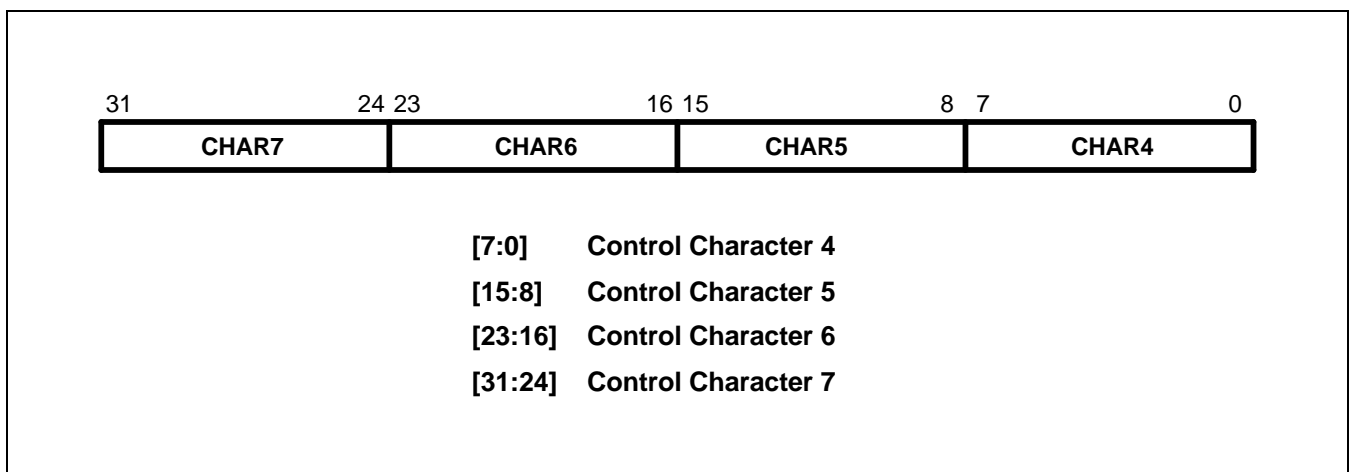 31 24 23 16 15 8 7 0
CHAR7 CHAR6 CHAR5 CHAR4
[7:0] Control Character 4
[15:8] Control Character 5
[23:16] Control Character 6
[31:24] Control Character 7